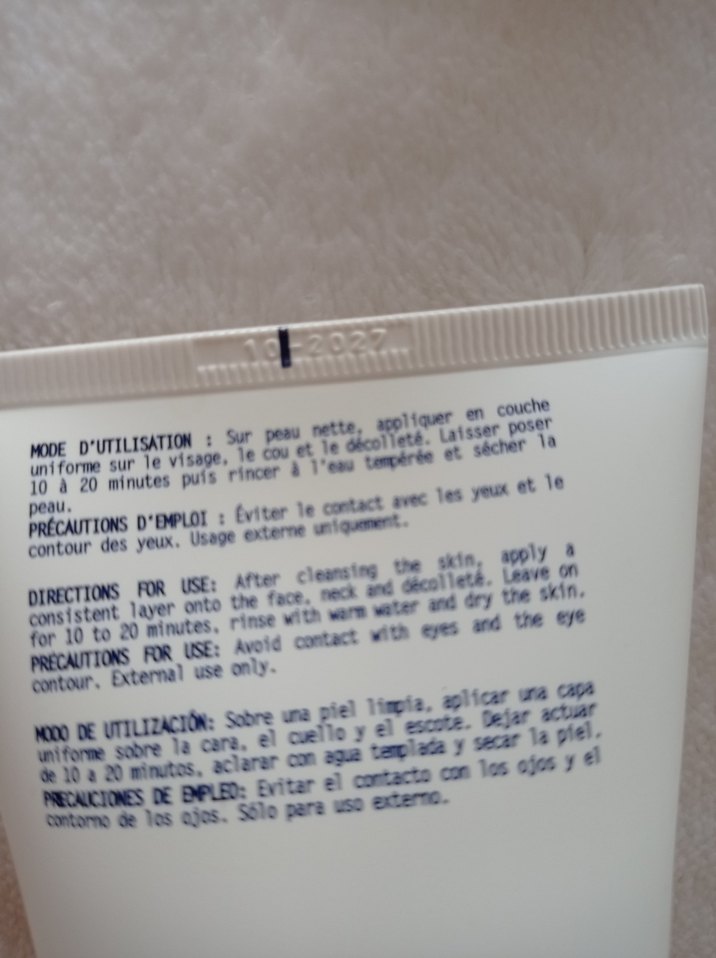 10-2027
MODE D'UTILISATION : Sur peau nette, appliquer en couche
uniforme sur le visage, le cou et le décolleté. Laisser poser
10 à 20 minutes puis rincer à l'eau tempérée et sécher la
peau.
PRÉCAUTIONS D'EMPLOI : Éviter le contact avec les yeux et le
contour des yeux. Usage externe uniquement.
DIRECTIONS FOR USE: After cleansing the skin, apply a
consistent layer onto the face, neck and décolleté. Leave on
for 10 to 20 minutes, rinse with warm water and dry the skin.
PRÉCAUTIONS FOR USE: Avoid contact with eyes and the eye
contour. External use only.
MODO DE UTILIZACIÓN: Sobre una piel limpia, aplicar una capa
uniforme sobre la cara, el cuello y el escote. Dejar actuar
de 10 a 20 minutos, aclarar con agua templada y secar la piel.
PRECAUCIONES DE EMPLEO: Evitar el contacto con los ojos y el
contorno de los ojos. Sólo para uso externo.